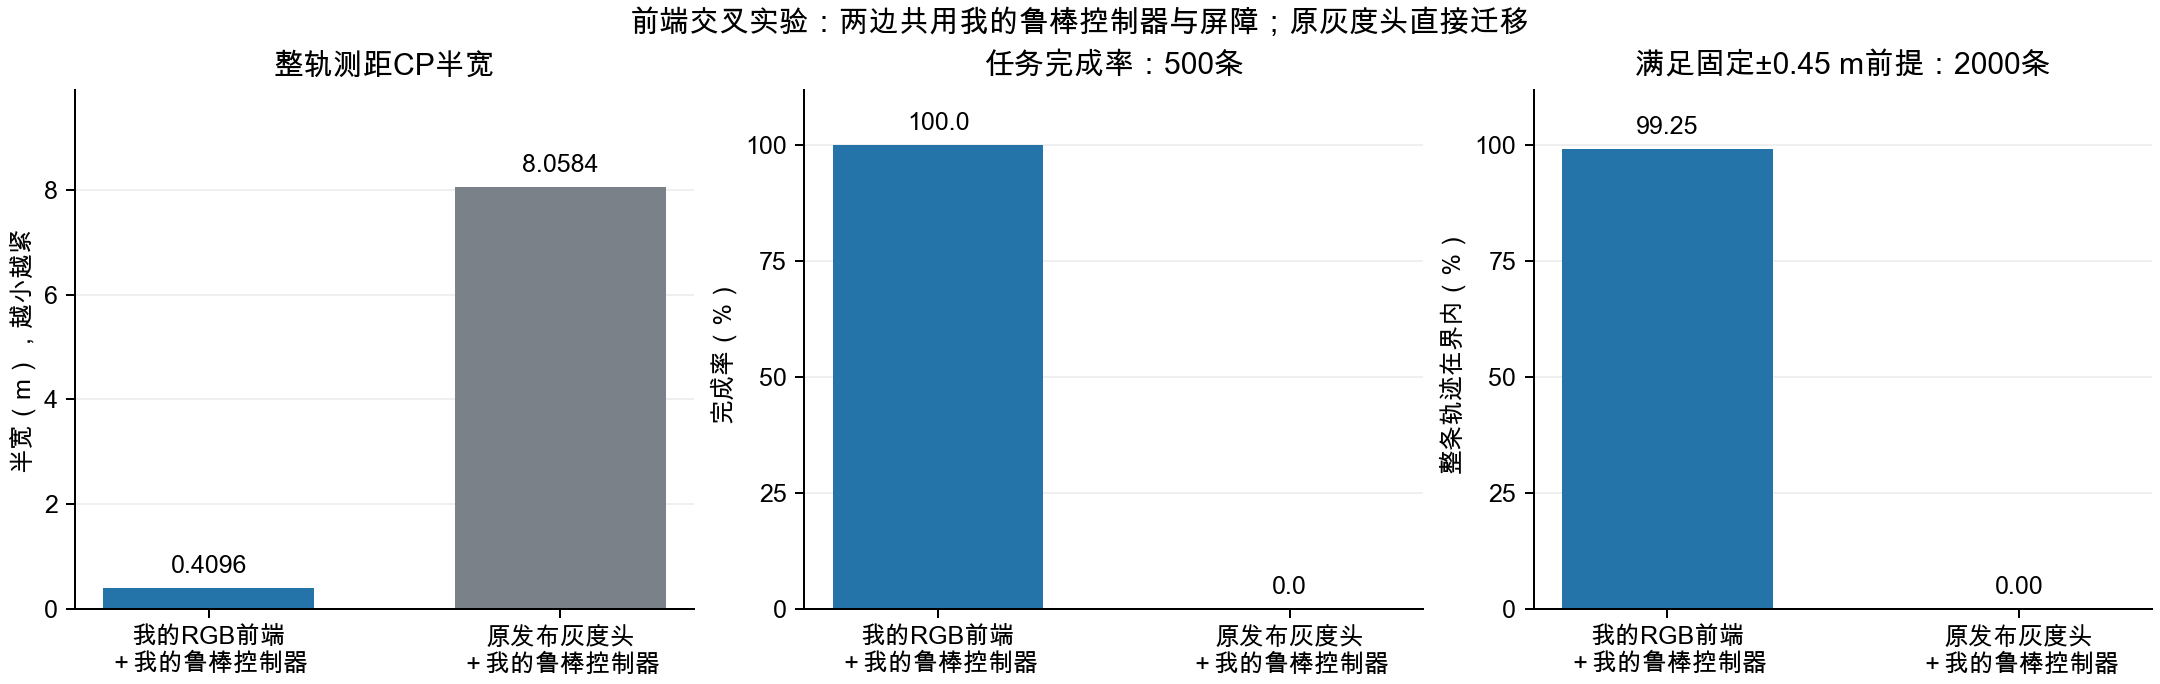 前端交叉实验：两边共用我的鲁棒控制器与屏障；原灰度头直接迁移
整轨测距CP半宽
半宽（m），越小越紧
8
6
4
2
0
0.4096
8.0584
我的RGB前端
+我的鲁棒控制器
原发布灰度头
+我的鲁棒控制器
任务完成率：500条
完成率（%）
100
75
50
25
0
100.0
0.0
我的RGB前端
+我的鲁棒控制器
原发布灰度头
+我的鲁棒控制器
满足固定±0.45 m前提：2000条
整条轨迹在界内（%）
100
75
50
25
0
99.25
0.00
我的RGB前端
+我的鲁棒控制器
原发布灰度头
+我的鲁棒控制器